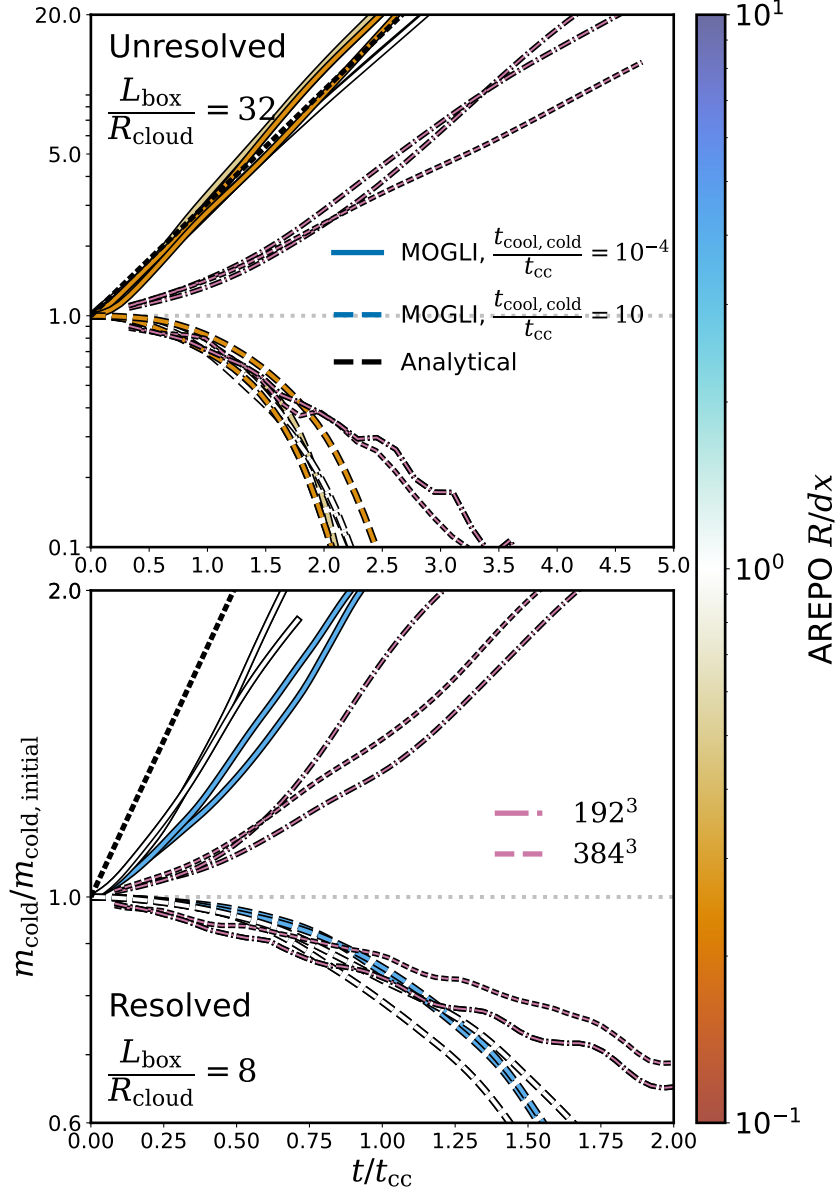 20.0
Unresolved
L_box/R_cloud = 32
5.0
MOGLI, t_cool, cold/t_cc = 10^-4
MOGLI, t_cool, cold/t_cc = 10
1.0
Analytical
0.1
0.0 0.5 1.0 1.5 2.0 2.5 3.0 3.5 4.0 4.5 5.0
2.0
192^3
384^3
1.0
m_cold/m_cold, initial
Resolved
L_box/R_cloud = 8
0.6
0.00 0.25 0.50 0.75 1.00 1.25 1.50 1.75 2.00
t/t_cc
10^1
10^0
10^-1
AREPO R/dx